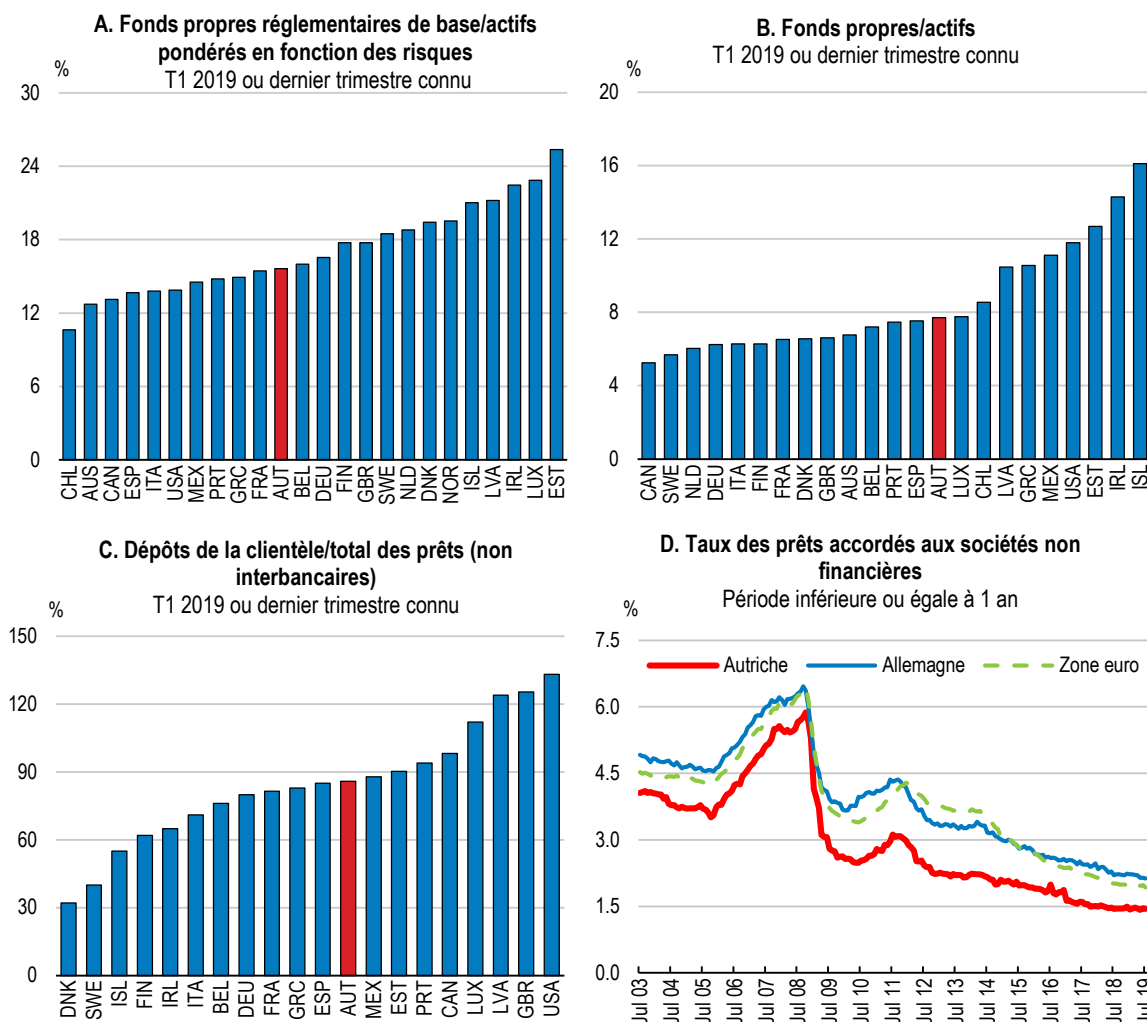 A. Fonds propres réglementaires de base/actifs
pondérés en fonction des risques
T1 2019 ou dernier trimestre connu
%
30
24
18
12
6
0
CHL AUS CAN ESP ITA USA MEX PRT GRC FRA AUT BEL DEU FIN GBR SWE NLD DNK NOR ISL LVA IRL LUX EST
B. Fonds propres/actifs
T1 2019 ou dernier trimestre connu
%
20
16
12
8
4
0
CAN SWE NLD DEU ITA FIN FRA DNK GBR AUS BEL PRT ESP AUT LUX CHL LVA GRC MEX USA EST IRL ISL
C. Dépôts de la clientèle/total des prêts (non
interbancaires)
T1 2019 ou dernier trimestre connu
%
150
120
90
60
30
0
DNK SWE ISL FIN IRL ITA BEL DEU FRA GRC ESP AUT MEX EST PRT CAN LUX LVA GBR USA
D. Taux des prêts accordés aux sociétés non
financières
Période inférieure ou égale à 1 an
%
7.5
6.0
4.5
3.0
1.5
0.0
Autriche Allemagne Zone euro
Jul 03 Jul 04 Jul 05 Jul 06 Jul 07 Jul 08 Jul 09 Jul 10 Jul 11 Jul 12 Jul 13 Jul 14 Jul 15 Jul 16 Jul 17 Jul 18 Jul 19